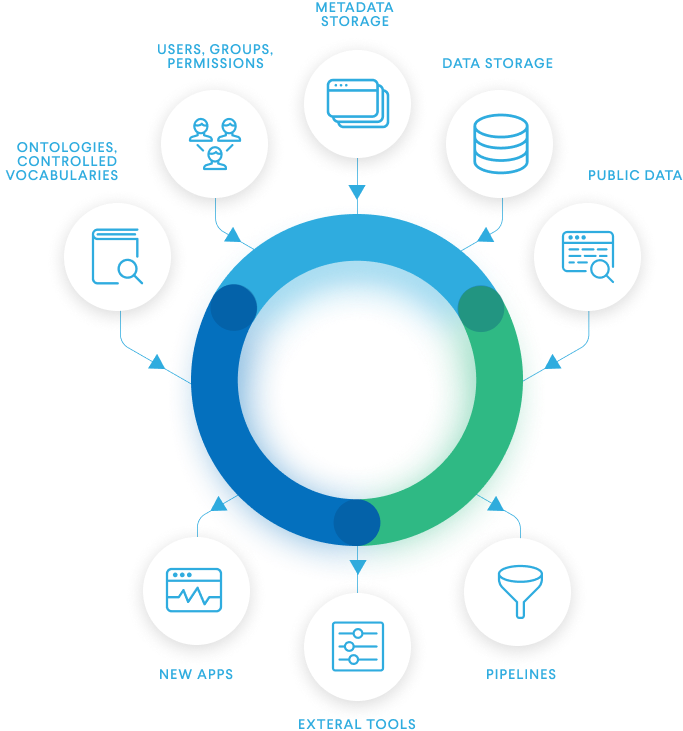 METADATA
STORAGE
USERS, GROUPS,
PERMISSIONS
DATA STORAGE
ONTOLOGIES,
CONTROLLED
VOCABULARIES
PUBLIC DATA
NEW APPS
PIPELINES
EXTERAL TOOLS